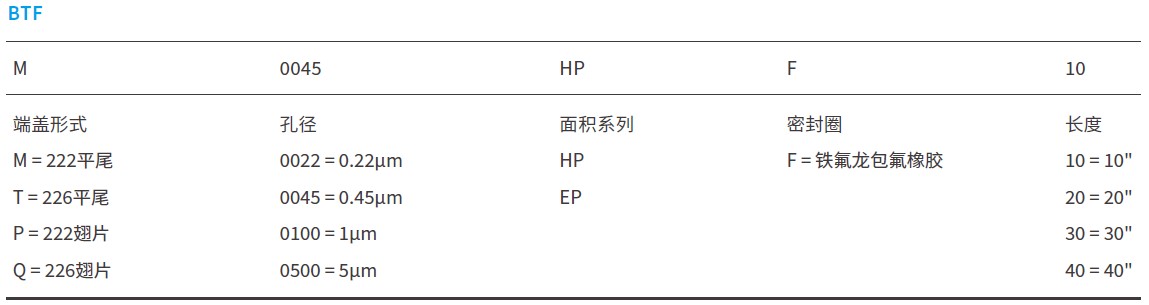 BTF
M 0045 HP F 10
端盖形式 孔径 面积系列 密封圈 长度
M = 222平尾 0022 = 0.22μm HP F = 铁氟龙包氟橡胶 10 = 10"
T = 226平尾 0045 = 0.45μm EP 20 = 20"
P = 222翅片 0100 = 1μm 30 = 30"
Q = 226翅片 0500 = 5μm 40 = 40"